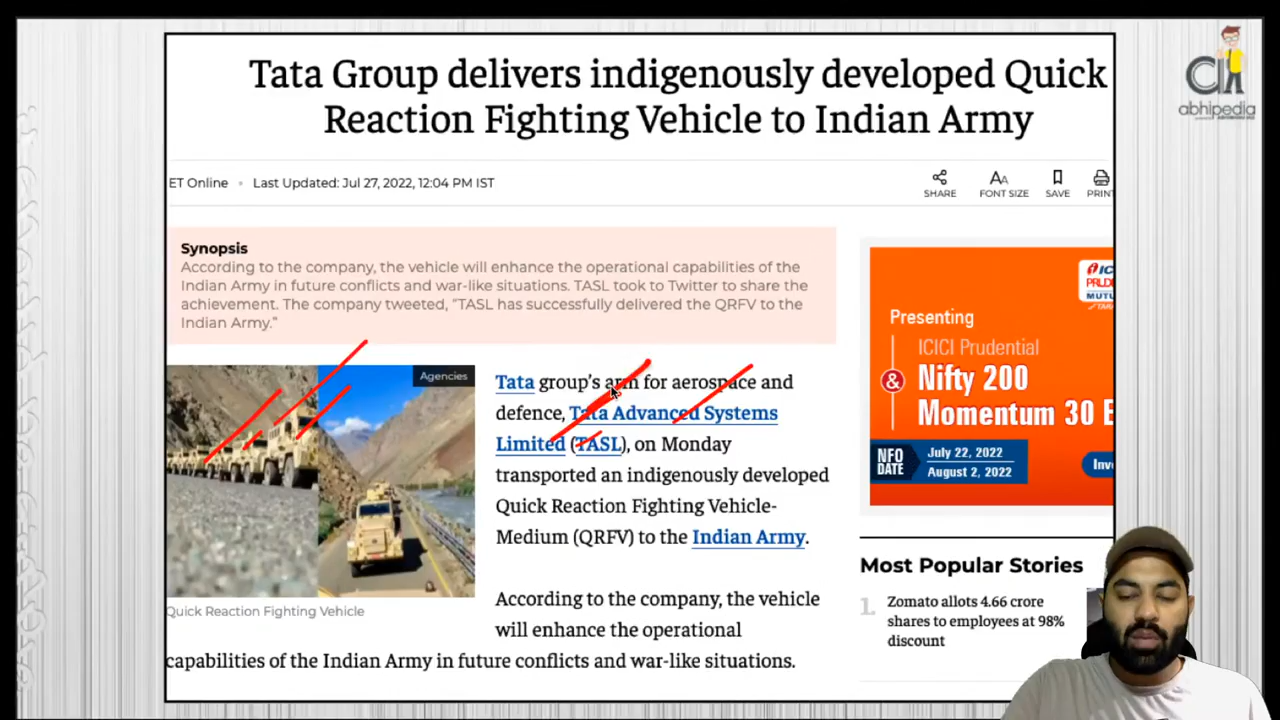 Tata Group delivers indigenously developed Quick
Reaction Fighting Vehicle to Indian Army
abhipedia
ET Online • Last Updated: Jul 27, 2022, 12:04 PM IST
SHARE
FONT SIZE
SAVE
PRINT
Synopsis
According to the company, the vehicle will enhance the operational capabilities of the
Indian Army in future conflicts and war-like situations. TASL took to Twitter to share the
achievement. The company tweeted, “TASL has successfully delivered the QRFV to the
Indian Army.”
Agencies
Quick Reaction Fighting Vehicle
Tata group’s arm for aerospace and
defence, Tata Advanced Systems
Limited (TASL), on Monday
transported an indigenously developed
Quick Reaction Fighting Vehicle-
Medium (QRFV) to the Indian Army.
According to the company, the vehicle
will enhance the operational
capabilities of the Indian Army in future conflicts and war-like situations.
Presenting
ICICI Prudential
& Nifty 200
Momentum 30 E
NFO
DATE
July 22, 2022
August 2, 2022
Most Popular Stories
1. Zomato allots 4.66 crore
shares to employees at 98%
discount